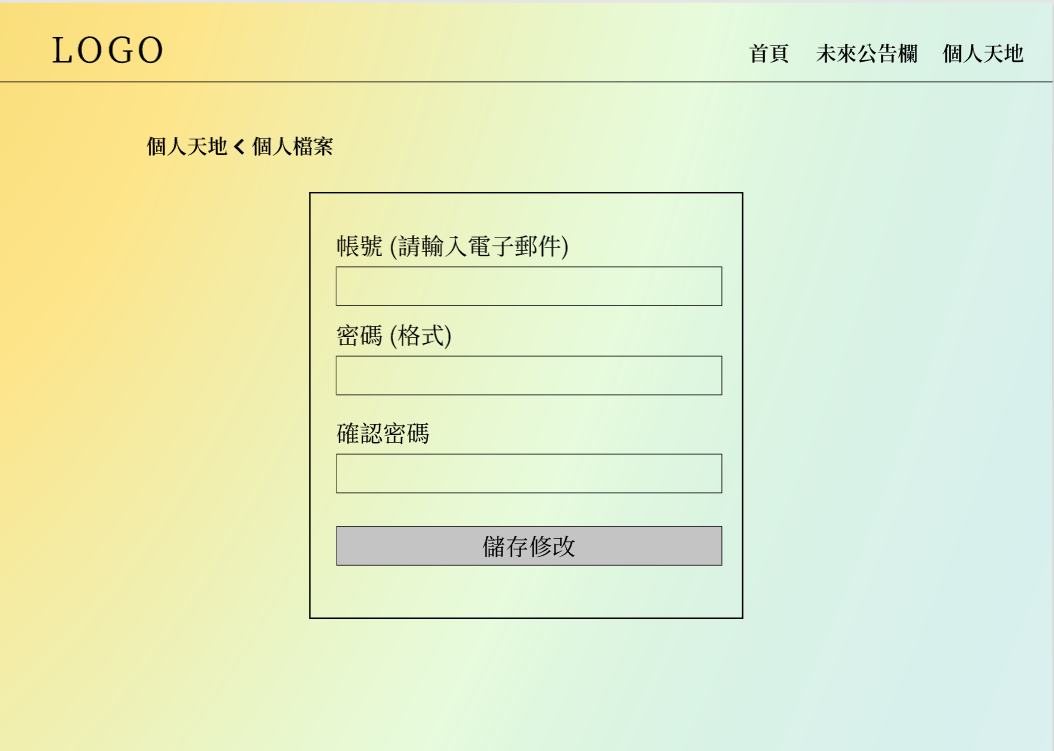 LOGO
首頁 未來公告欄 個人天地
個人天地 < 個人檔案
帳號 (請輸入電子郵件)
密碼 (格式)
確認密碼
儲存修改